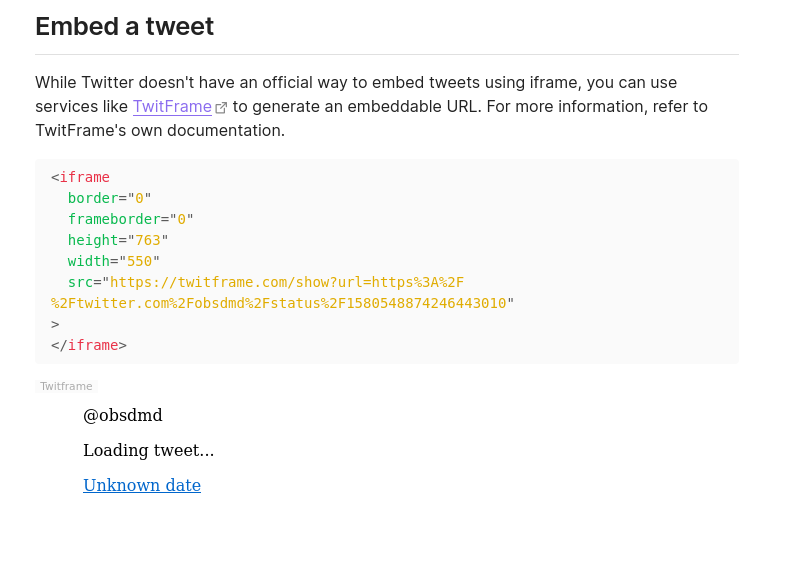 Embed a tweet
While Twitter doesn't have an official way to embed tweets using iframe, you can use
services like TwitFrame to generate an embeddable URL. For more information, refer to
TwitFrame's own documentation.
<iframe
  border="0"
  frameborder="0"
  height="763"
  width="550"
  src="https://twitframe.com/show?url=https%3A%2F
%2Ftwitter.com%2Fobsdmd%2Fstatus%2F1580548874246443010"
>
</iframe>
Twitframe
@obsdmd
Loading tweet...
Unknown date